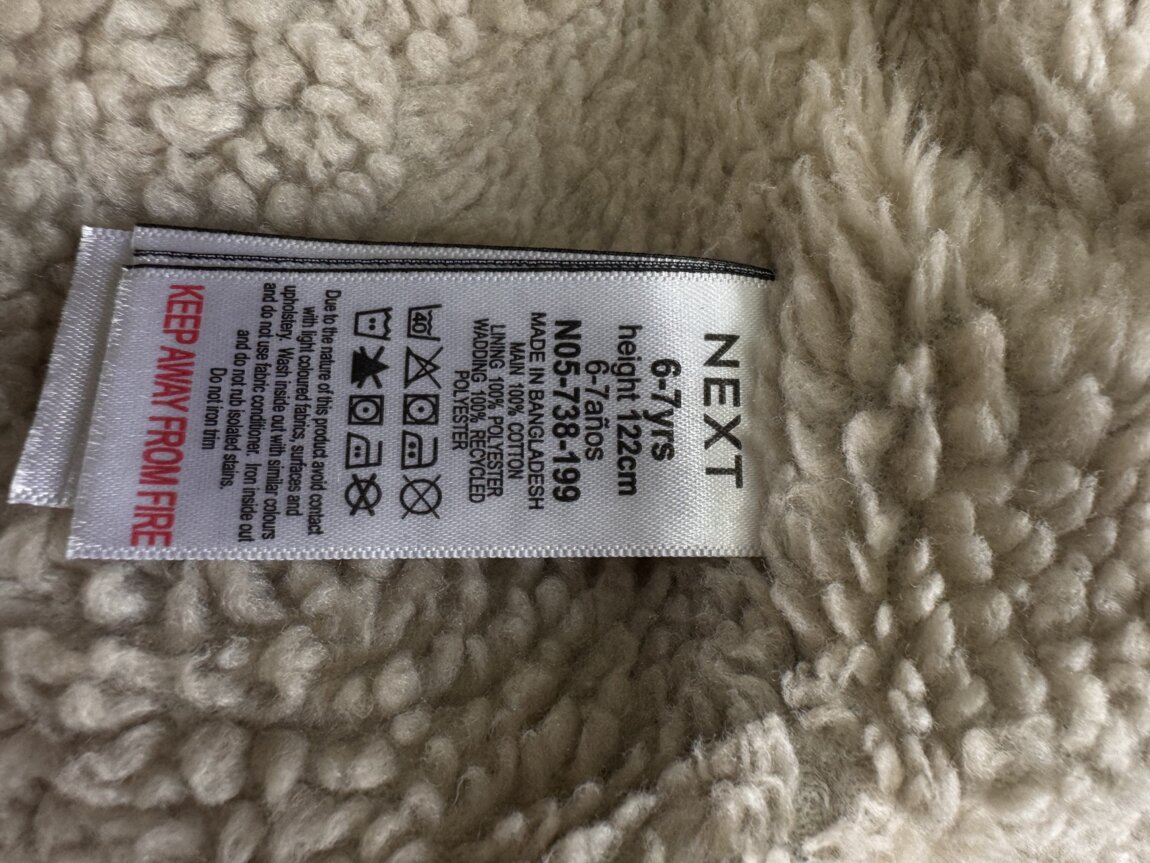 NEXT
6-7yrs
height 122cm
6-7años
N05-738-199
MADE IN BANGLADESH
MAIN 100% COTTON
LINING 100% POLYESTER
WADDING 100% RECYCLED
POLYESTER
40
Due to the nature of this product avoid contact
with light coloured fabrics, surfaces and
upholstery. Wash inside out with similar colours
and do not use fabric conditioner. Iron inside out
and do not rub isolated stains.
Do not iron trim
KEEP AWAY FROM FIRE